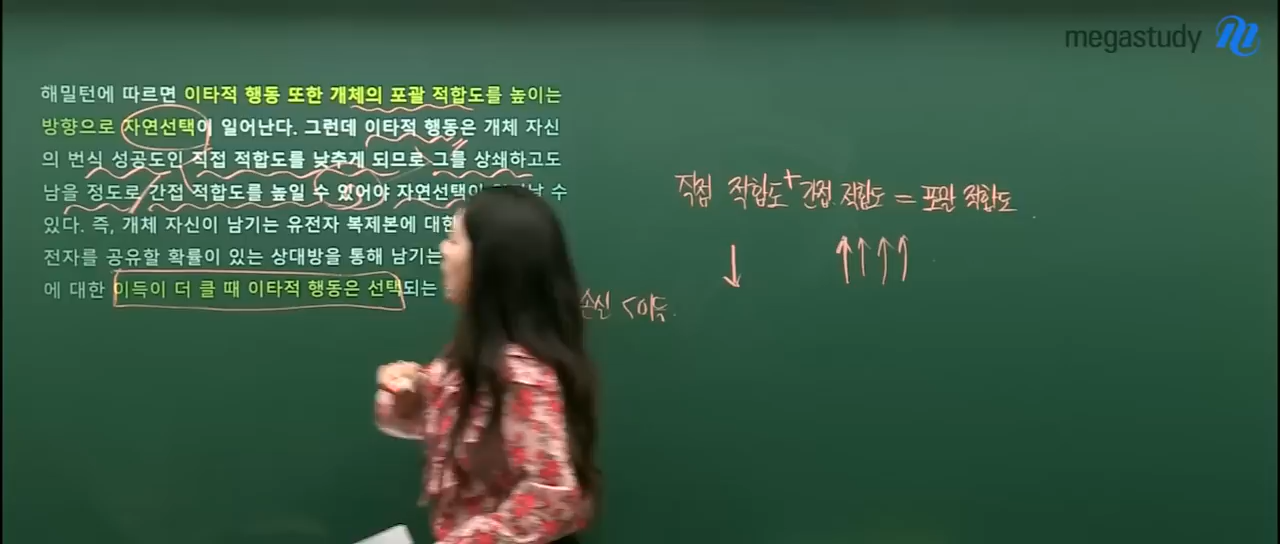 megastudy
해밀턴에 따르면 이타적 행동 또한 개체의 포괄 적합도를 높이는
방향으로 자연선택이 일어난다. 그런데 이타적 행동은 개체 자신
의 번식 성공도인 직접 적합도를 낮추게 되므로 그를 상쇄하고도
남을 정도로 간접 적합도를 높일 수 있어야 자연선택이 수
있다. 즉, 개체 자신이 남기는 유전자 복제본에 대한
전자를 공유할 확률이 있는 상대방을 통해 남기는
에 대한 이득이 더 클 때 이타적 행동은 선택되는
직접 적합도 + 간접 적합도 = 포괄 적합도
손실 < 이득